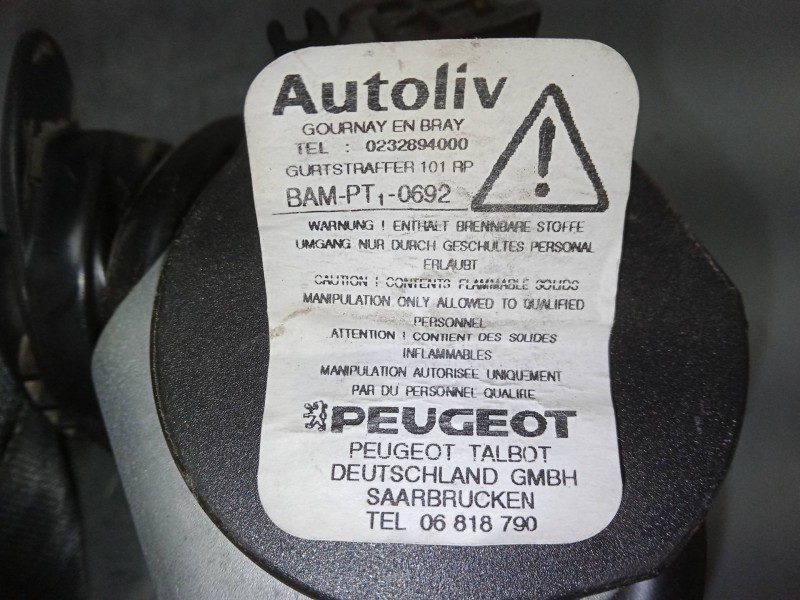 Autoliv
GOURNAY EN BRAY
TEL : 0232894000
GURTSTRAFFER 101 RP
BAM-PT1-0692
WARNUNG ! ENTHALT BRENNBARE STOFFE
UMGANG NUR DURCH GESCHULTES PERSONAL
ERLAUBT
CAUTION ! CONTENTS FLAMMABLE SOLIDS
MANIPULATION ONLY ALLOWED TO QUALIFIED
PERSONNEL
ATTENTION ! CONTIENT DES SOLIDES
INFLAMMABLES
MANIPULATION AUTORISEE UNIQUEMENT
PAR DU PERSONNEL QUALIRE
PEUGEOT
PEUGEOT TALBOT
DEUTSCHLAND GMBH
SAARBRUCKEN
TEL 06 818 790